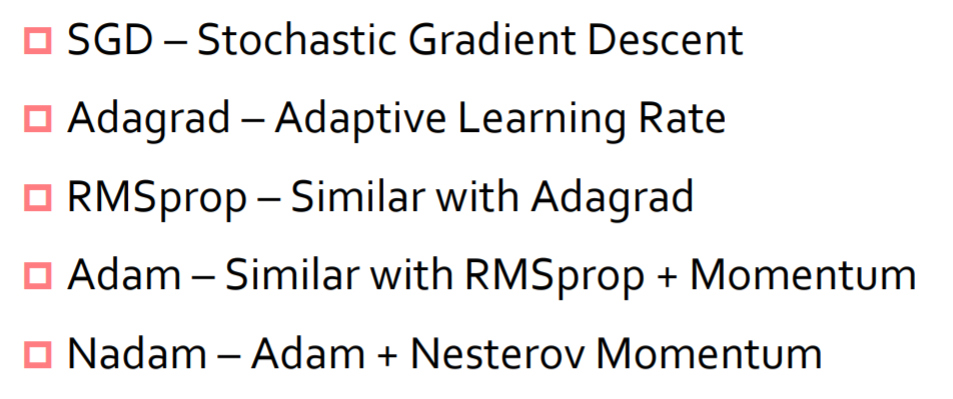 SGD – Stochastic Gradient Descent
Adagrad – Adaptive Learning Rate
RMSprop – Similar with Adagrad
Adam – Similar with RMSprop + Momentum
Nadam – Adam + Nesterov Momentum